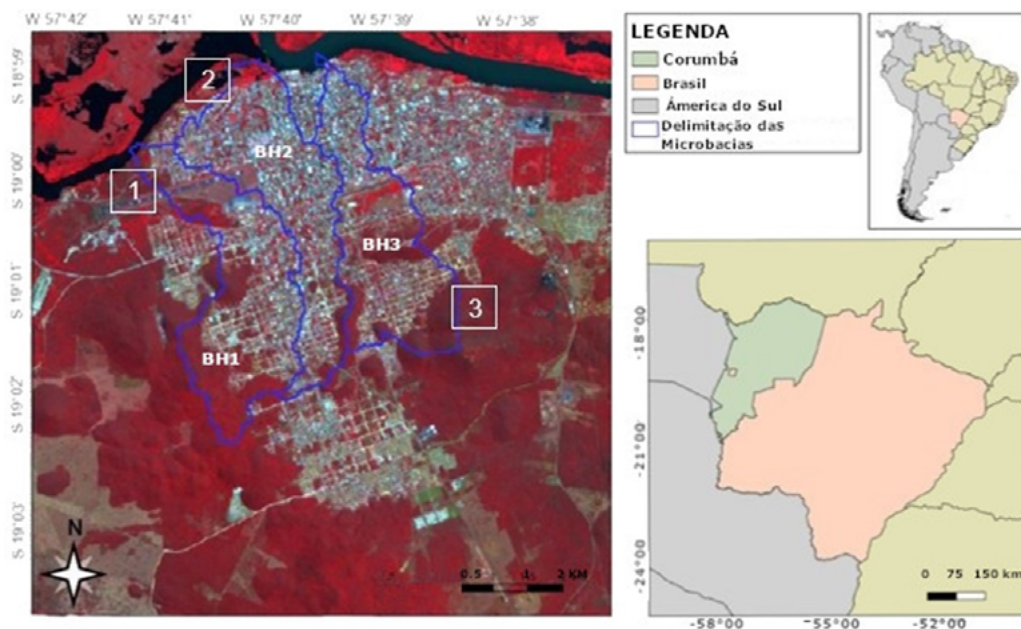 W 57°42' W 57°41' W 57°40' W 57°39' W 57°38'
S 18°59'
S 19°00'
S 19°01'
S 19°02'
S 19°03'
2
1
BH2
BH3
3
BH1
N
0.5 1 2 KM
LEGENDA
Corumbá
Brasil
Ámerica do Sul
Delimitação das
Microbacias
-18°00
-21°00
-24°00
0 75 150 km
-58°00 -55°00 -52°00